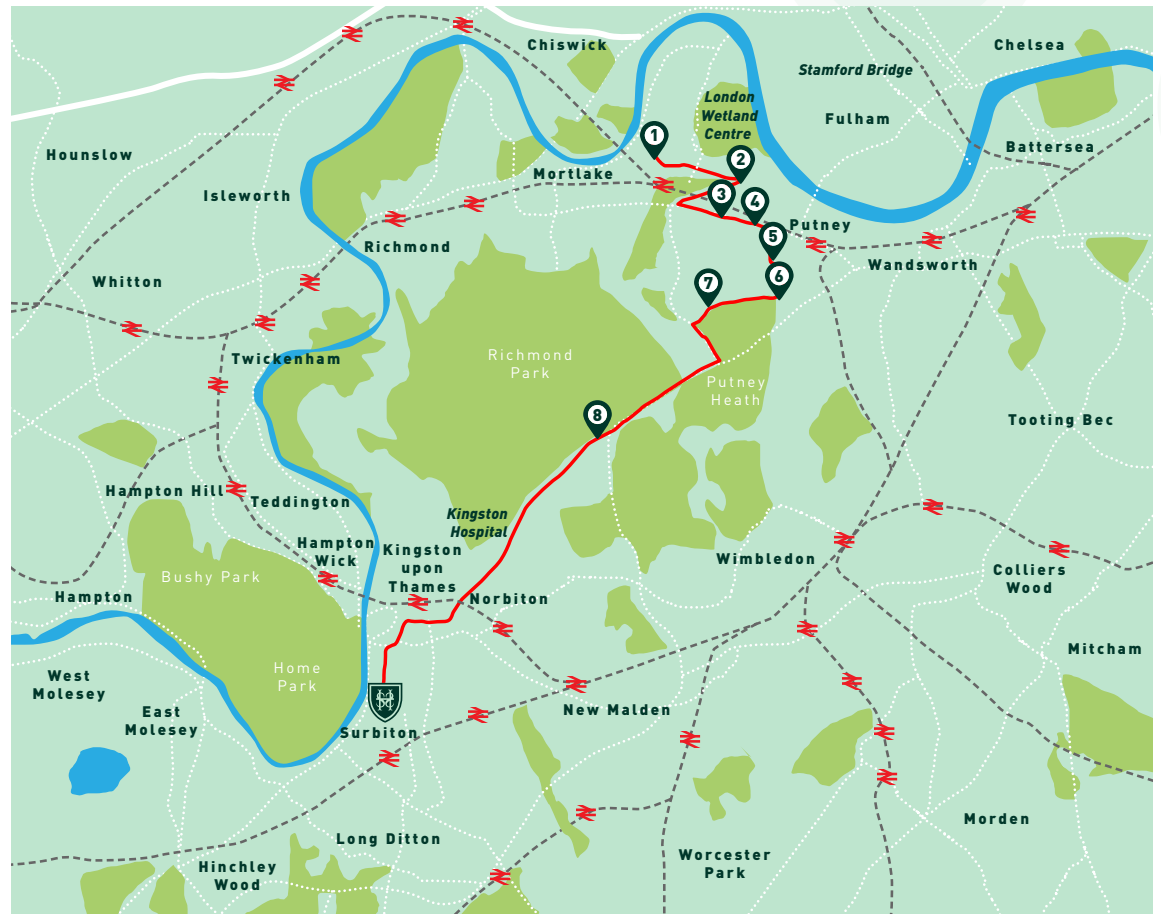 Chiswick
Chelsea
Stamford Bridge
London
Wetland
Centre
Fulham
Hounslow
1
Battersea
2
Mortlake
Isleworth
3
4
Putney
5
Richmond
Wandsworth
Whitton
6
7
Twickenham
Richmond
Park
Putney
Heath
8
Tooting Bec
Hampton Hill
Teddington
Kingston
Hospital
Hampton
Wick
Kingston
upon
Thames
Wimbledon
Bushy Park
Colliers
Wood
Hampton
Norbiton
Mitcham
Home
Park
West
Molesey
East
Molesey
New Malden
Surbiton
Long Ditton
Morden
Hinchley
Wood
Worcester
Park